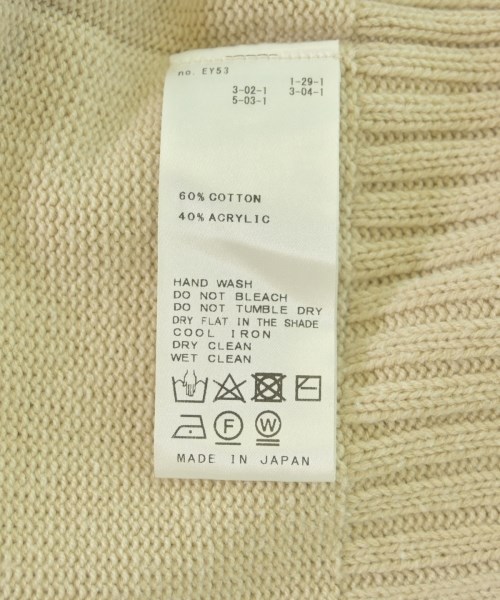 no. EY53
1-29-1
3-02-1 3-04-1
5-03-1
60% COTTON
40% ACRYLIC
HAND WASH
DO NOT BLEACH
DO NOT TUMBLE DRY
DRY FLAT IN THE SHADE
COOL IRON
DRY CLEAN
WET CLEAN
F W
MADE IN JAPAN